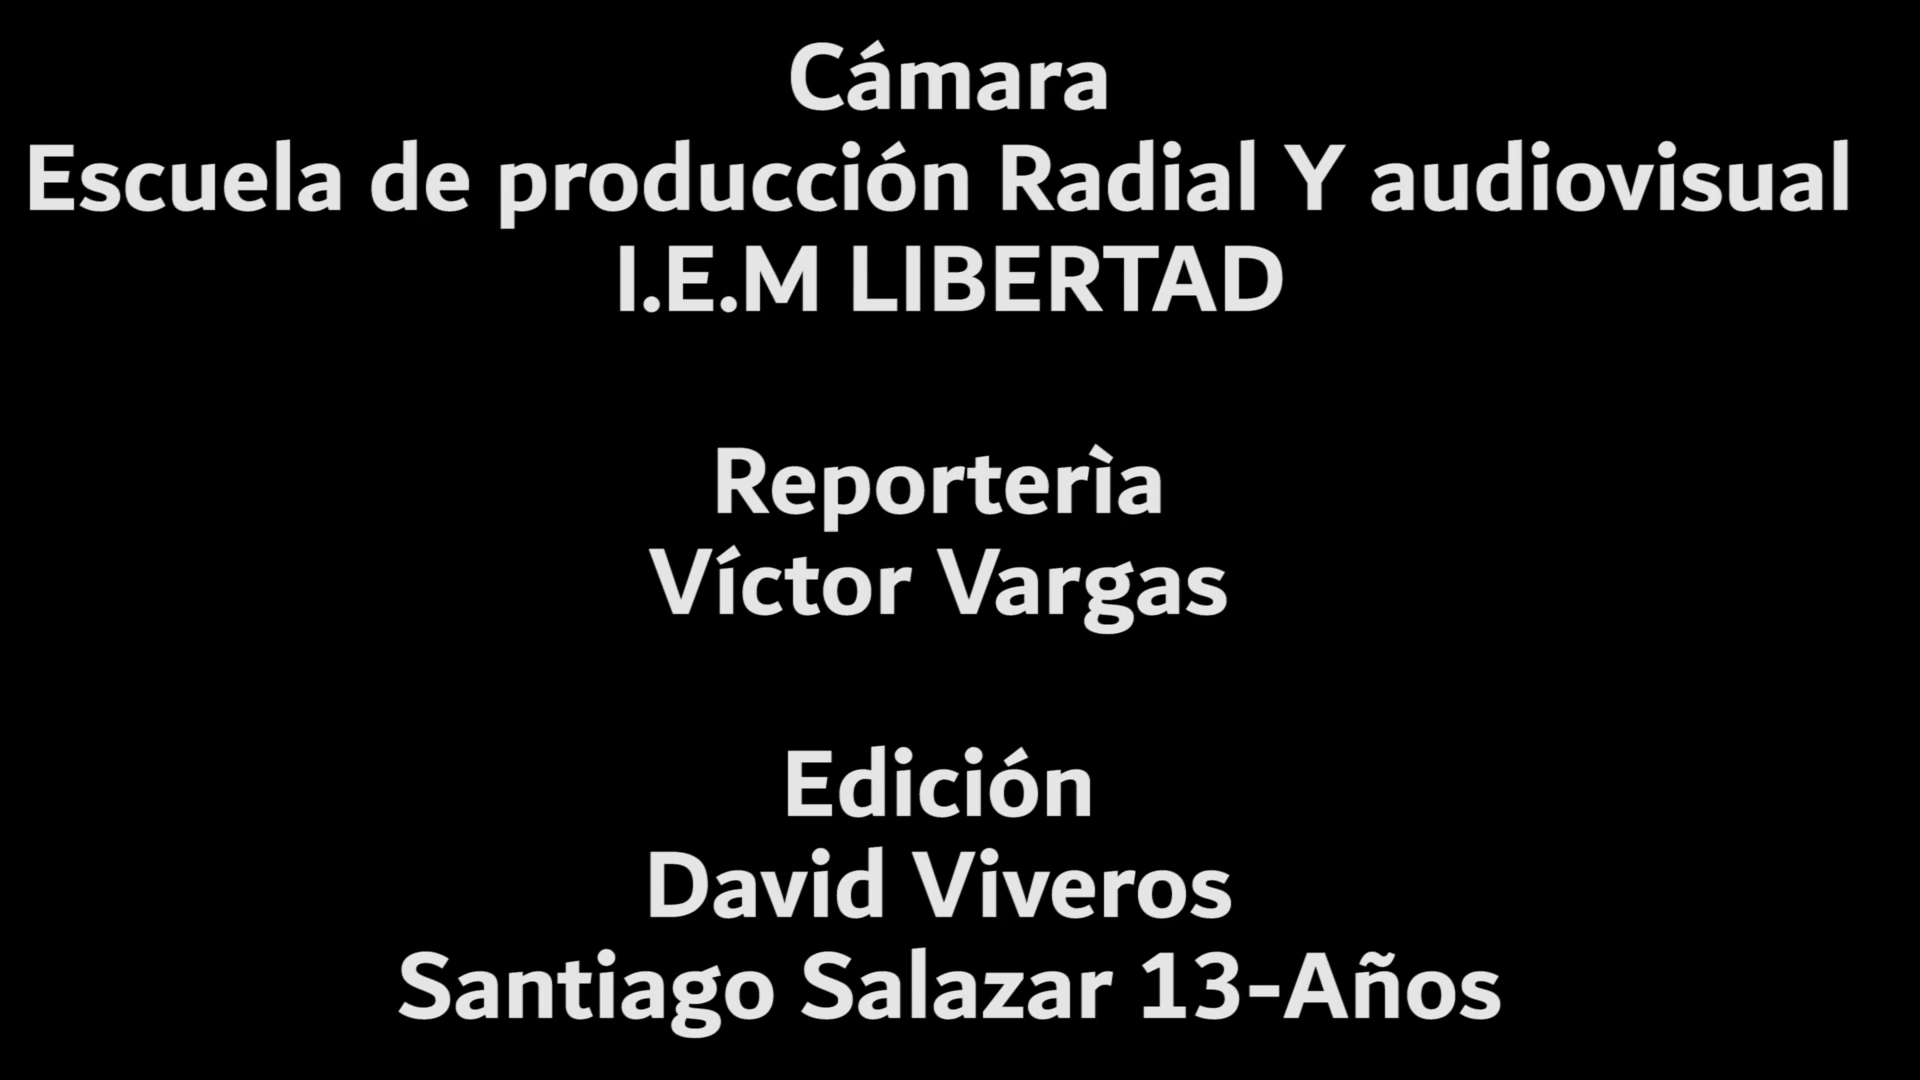 Cámara
Escuela de producción Radial Y audiovisual
I.E.M LIBERTAD
Reporterìa
Víctor Vargas
Edición
David Viveros
Santiago Salazar 13-Años